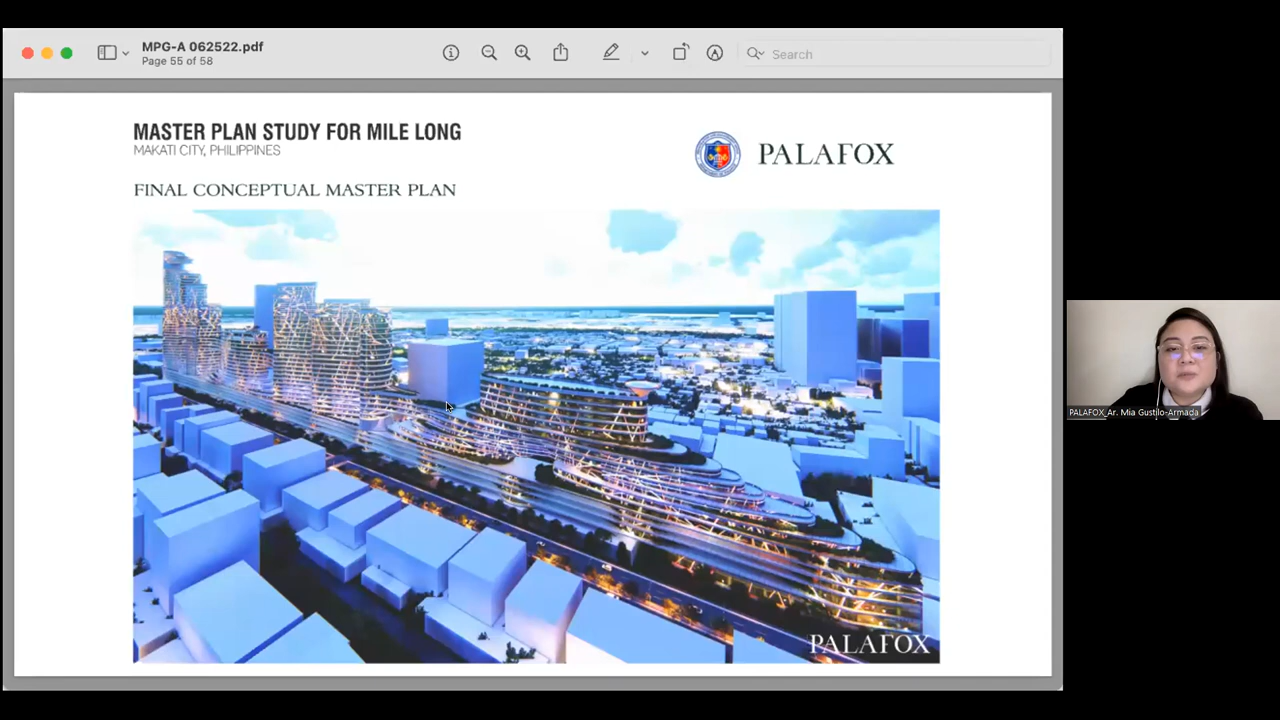 MPG-A 062522.pdf
Page 55 of 58
Search
MASTER PLAN STUDY FOR MILE LONG
MAKATI CITY, PHILIPPINES
PALAFOX
FINAL CONCEPTUAL MASTER PLAN
PALAFOX_Ar. Mia Gustilo-Armada
PALAFOX